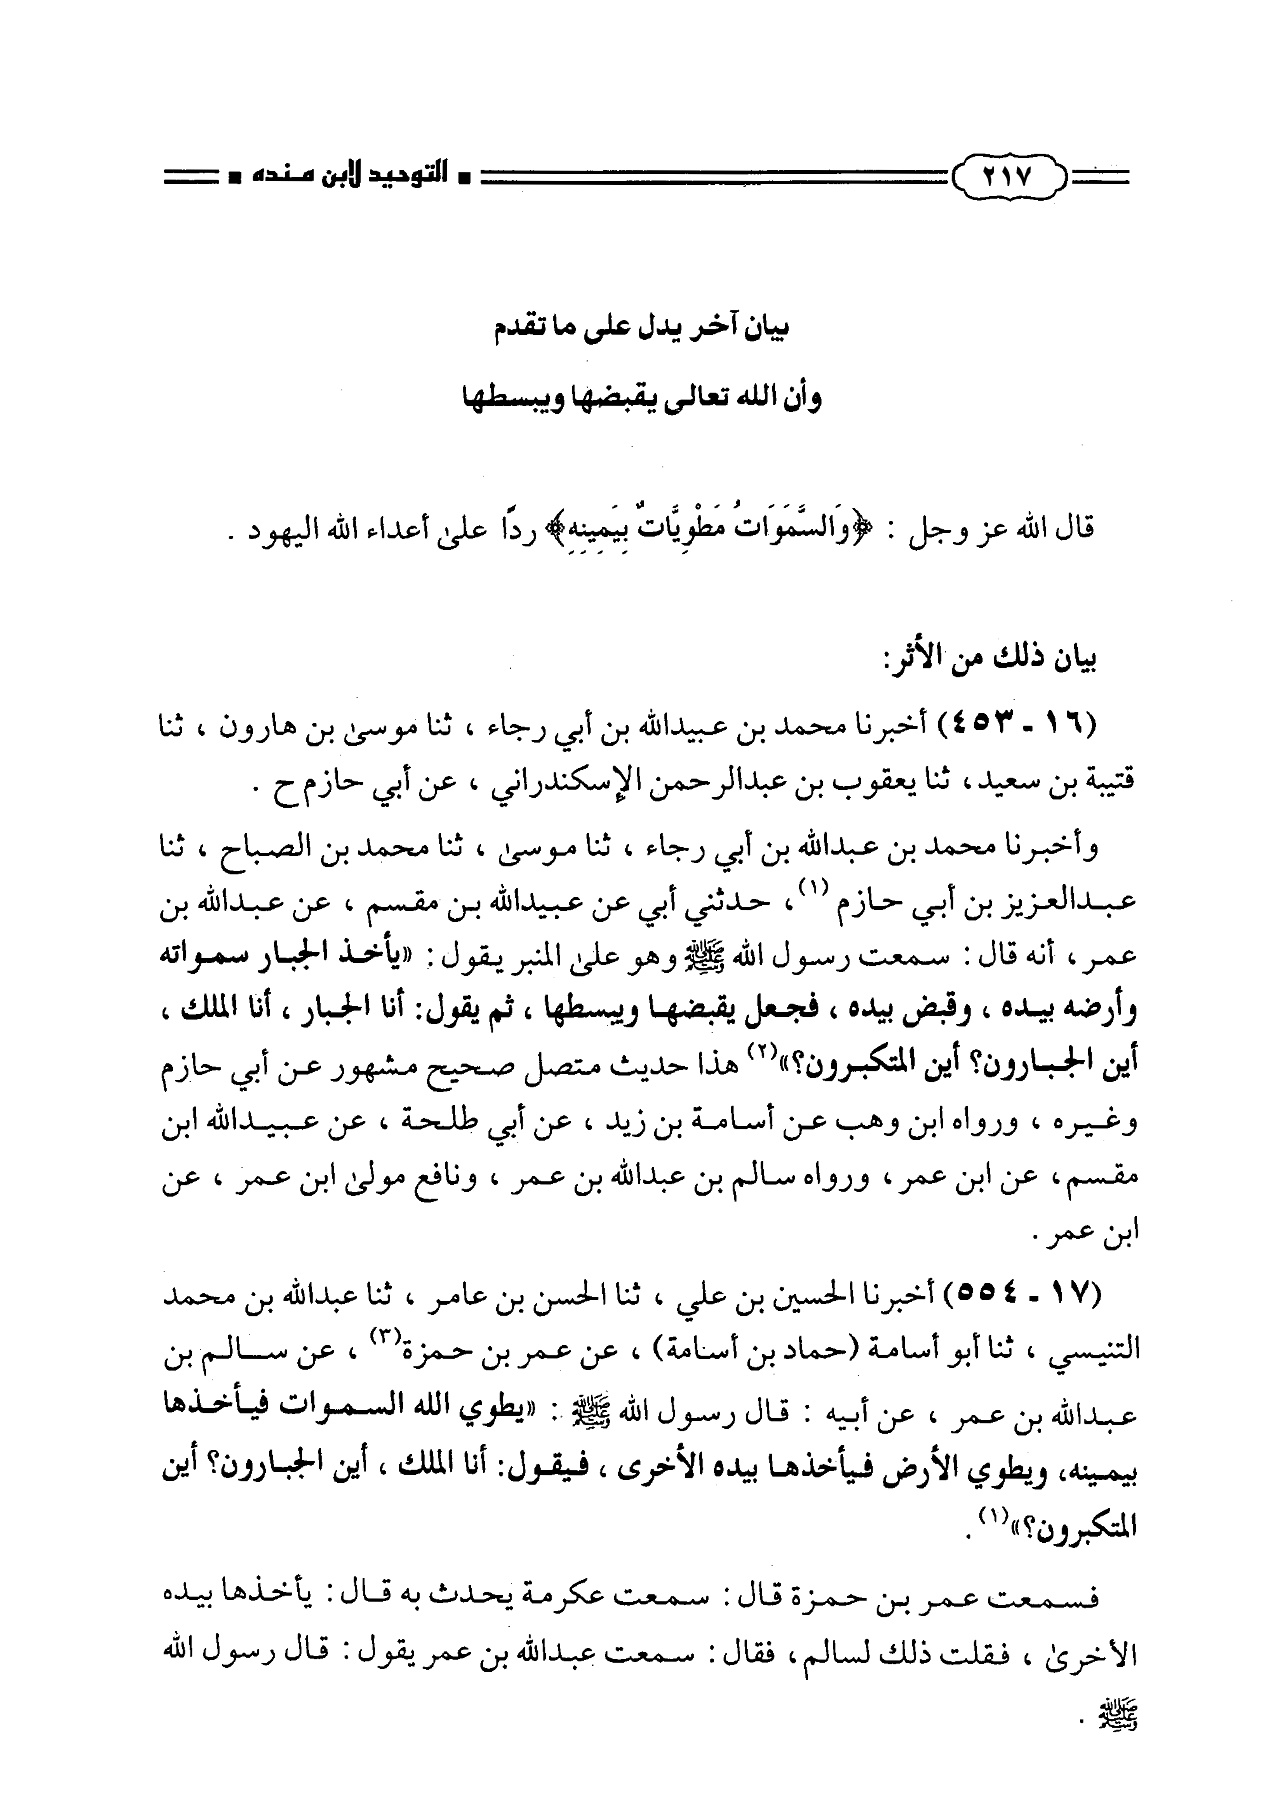 ٢١٧ ■ التوحيد لابن منده ■
بيان آخر يدل على ما تقدم
وأن الله تعالى يقبضها ويبسطها
قال الله عز وجل : ﴿وَالسَّمَوَاتُ مَطْوِيَّاتٌ بِيَمِينِهِ﴾ ردًا على أعداء الله اليهود .
بيان ذلك من الأثر:
(١٦ - ٤٥٣) أخبرنا محمد بن عبيدالله بن أبي رجاء ، ثنا موسىٰ بن هارون ، ثنا
قتيبة بن سعيد، ثنا يعقوب بن عبدالرحمن الإسكندراني ، عن أبي حازم ح .
وأخبرنا محمد بن عبدالله بن أبي رجاء ، ثنا موسىٰ ، ثنا محمد بن الصباح ، ثنا
عبدالعزيز بن أبي حازم (١)، حدثني أبي عن عبيدالله بن مقسم ، عن عبدالله بن
عمر ، أنه قال : سمعت رسول الله ﷺ وهو علىٰ المنبر يقول : «يأخذ الجبار سمواته
وأرضه بيده ، وقبض بيده ، فجعل يقبضها ويبسطها ، ثم يقول: أنا الجبار ، أنا الملك ،
أين الجبارون؟ أين المتكبرون؟»(٢) هذا حديث متصل صحيح مشهور عن أبي حازم
وغيره ، ورواه ابن وهب عن أسامة بن زيد ، عن أبي طلحة ، عن عبيدالله ابن
مقسم، عن ابن عمر ، ورواه سالم بن عبدالله بن عمر ، ونافع مولىٰ ابن عمر ، عن
ابن عمر .
(١٧ - ٥٥٤) أخبرنا الحسين بن علي ، ثنا الحسن بن عامر ، ثنا عبدالله بن محمد
التنيسي ، ثنا أبو أسامة (حماد بن أسامة) ، عن عمر بن حمزة(٣) ، عن سالم بن
عبدالله بن عمر ، عن أبيه : قال رسول الله ﷺ : «يطوي الله السموات فيأخذها
بيمينه، ويطوي الأرض فيأخذها بيده الأخرى ، فيقول: أنا الملك ، أين الجبارون؟ أين
المتكبرون؟»(١) .
فسمعت عمر بن حمزة قال : سمعت عكرمة يحدث به قال : يأخذها بيده
الأخرىٰ ، فقلت ذلك لسالم، فقال : سمعت عبدالله بن عمر يقول : قال رسول الله
ﷺ .